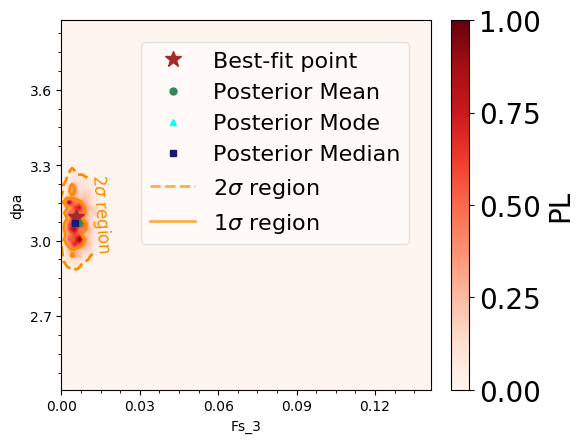 1.00
3.6
Best-fit point
Posterior Mean
Posterior Mode
Posterior Median
2σ region
1σ region
0.75
3.3
2σ region
dpa
0.50
PL
3.0
0.25
2.7
0.00
0.00 0.03 0.06 0.09 0.12
Fs_3